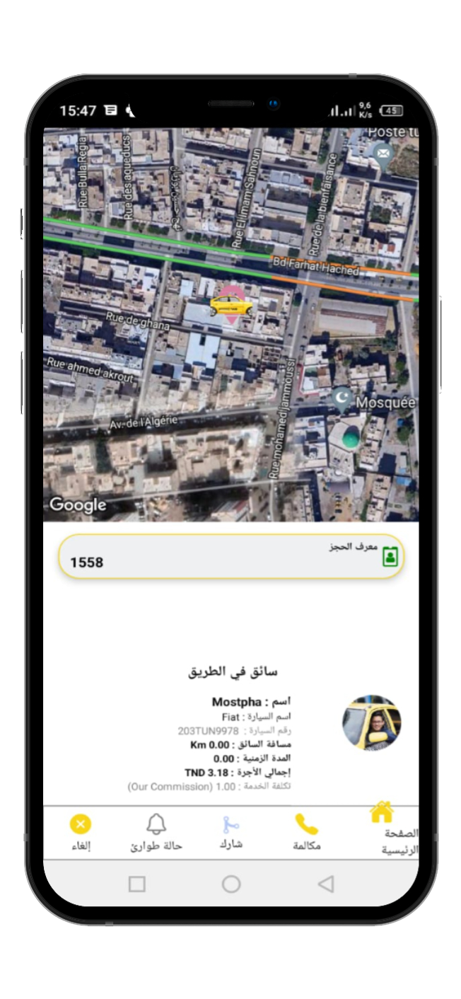 15:47
9,6
K/s
45
Poste tu
Rue Bulla Regia
Rue des aqueducs
Rue Elilmam Sahnoun
Rue de la bienfaisance
Bd Farhat Hached
Rue de ghana
Rue ahmed akrout
Av. de l'Algérie
Rue mohamed jammoussi
Mosquée
Google
معرف الحجز
1558
سائق في الطريق
اسم : Mostpha
اسم السيارة : Fiat
رقم السيارة : 203TUN9978
مسافة السائق : 0.00 Km
المدة الزمنية : 0.00
إجمالي الأجرة : TND 3.18
تكلفة الخدمة : 1.00 (Our Commission)
الصفحة
الرئيسية
مكالمة
شارك
حالة طوارئ
إلغاء